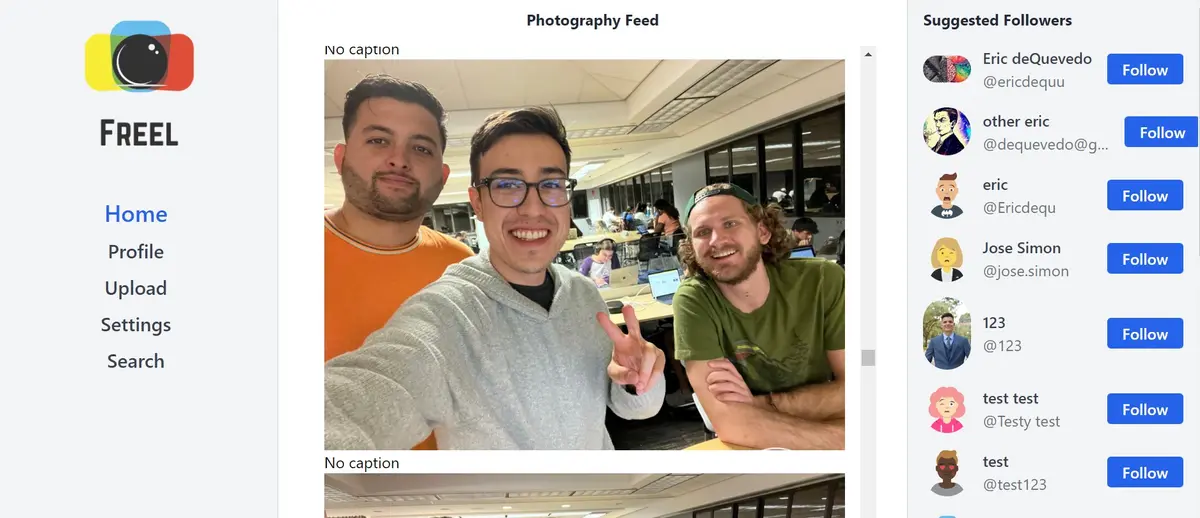 FREEL
Home
Profile
Upload
Settings
Search
Photography Feed
No caption
No caption
Suggested Followers
Eric deQuevedo
@ericdequu
Follow
other eric
@dequevedo@g...
Follow
eric
@Ericdequ
Follow
Jose Simon
@jose.simon
Follow
123
@123
Follow
test test
@Testy test
Follow
test
@test123
Follow